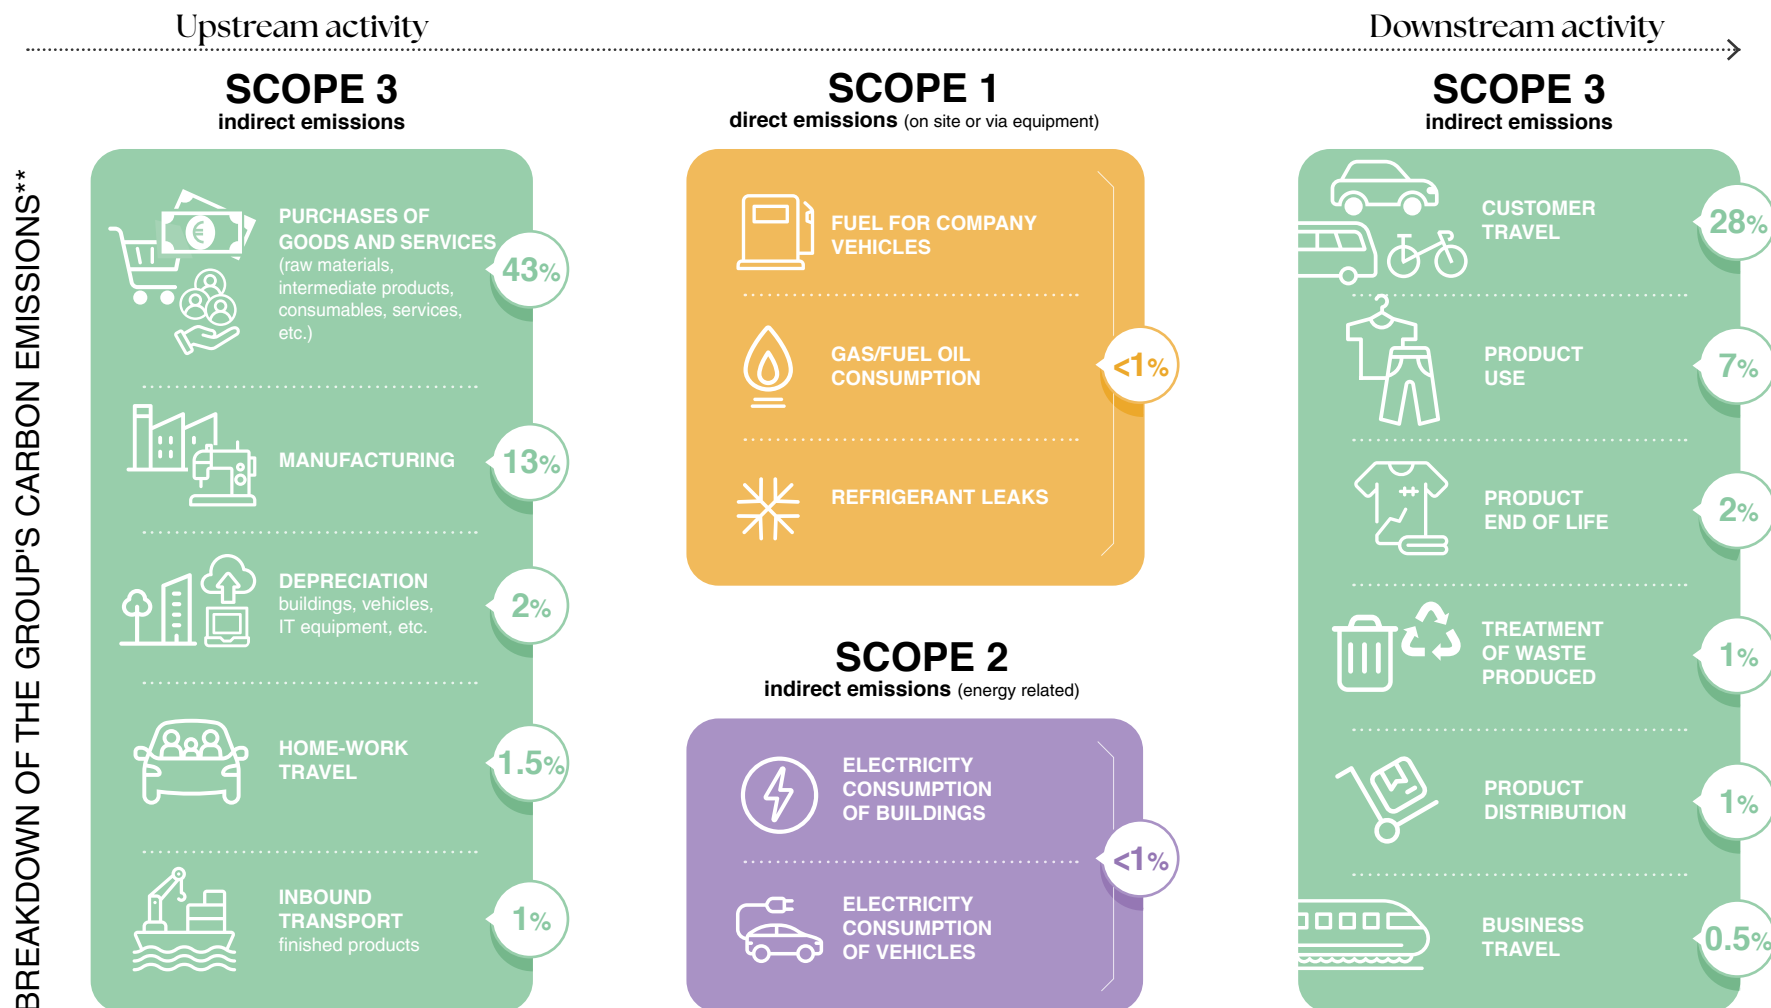 Upstream activity
Downstream activity
BREAKDOWN OF THE GROUP'S CARBON EMISSIONS**
SCOPE 3
indirect emissions
PURCHASES OF
GOODS AND SERVICES
(raw materials,
intermediate products,
consumables, services,
etc.)
43%
MANUFACTURING
13%
DEPRECIATION
buildings, vehicles,
IT equipment, etc.
2%
HOME-WORK
TRAVEL
1.5%
INBOUND
TRANSPORT
finished products
1%
SCOPE 1
direct emissions (on site or via equipment)
FUEL FOR COMPANY
VEHICLES
GAS/FUEL OIL
CONSUMPTION
<1%
REFRIGERANT LEAKS
SCOPE 2
indirect emissions (energy related)
ELECTRICITY
CONSUMPTION
OF BUILDINGS
<1%
ELECTRICITY
CONSUMPTION
OF VEHICLES
SCOPE 3
indirect emissions
CUSTOMER
TRAVEL
28%
PRODUCT
USE
7%
PRODUCT
END OF LIFE
2%
TREATMENT
OF WASTE
PRODUCED
1%
PRODUCT
DISTRIBUTION
1%
BUSINESS
TRAVEL
0.5%